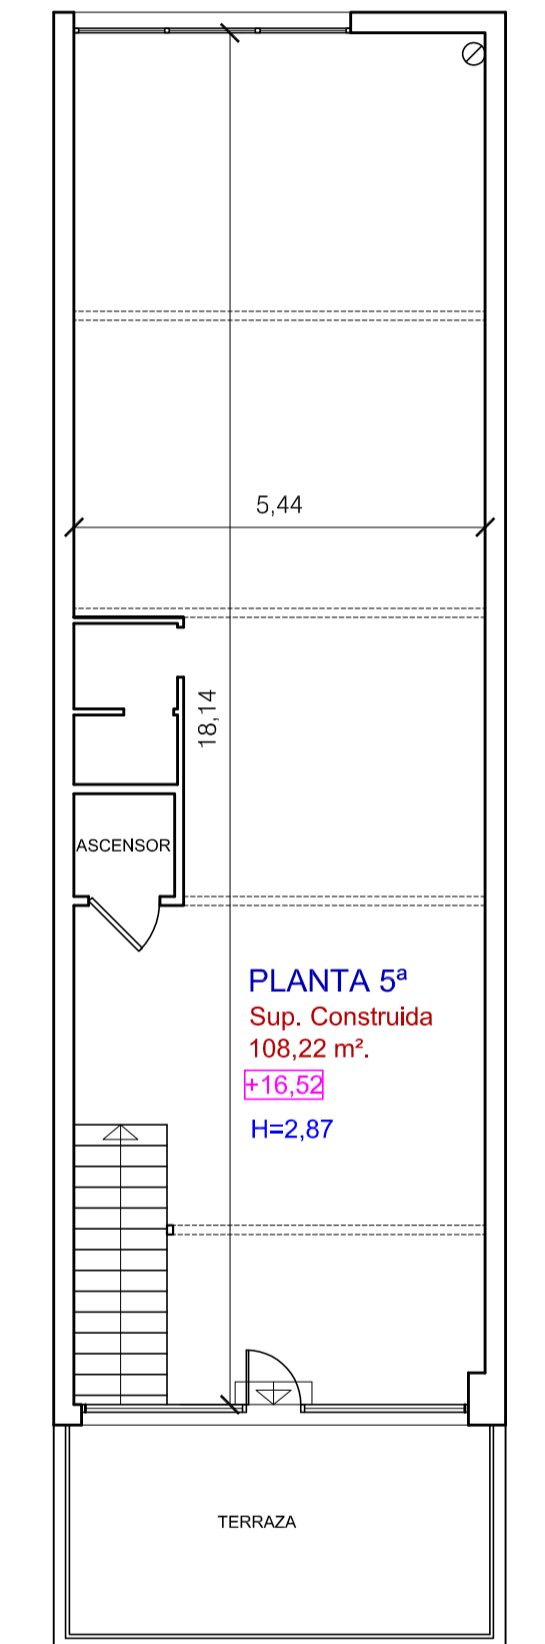 5,44
18,14
ASCENSOR
PLANTA 5ª
Sup. Construida
108,22 m².
+16,52
H=2,87
TERRAZA